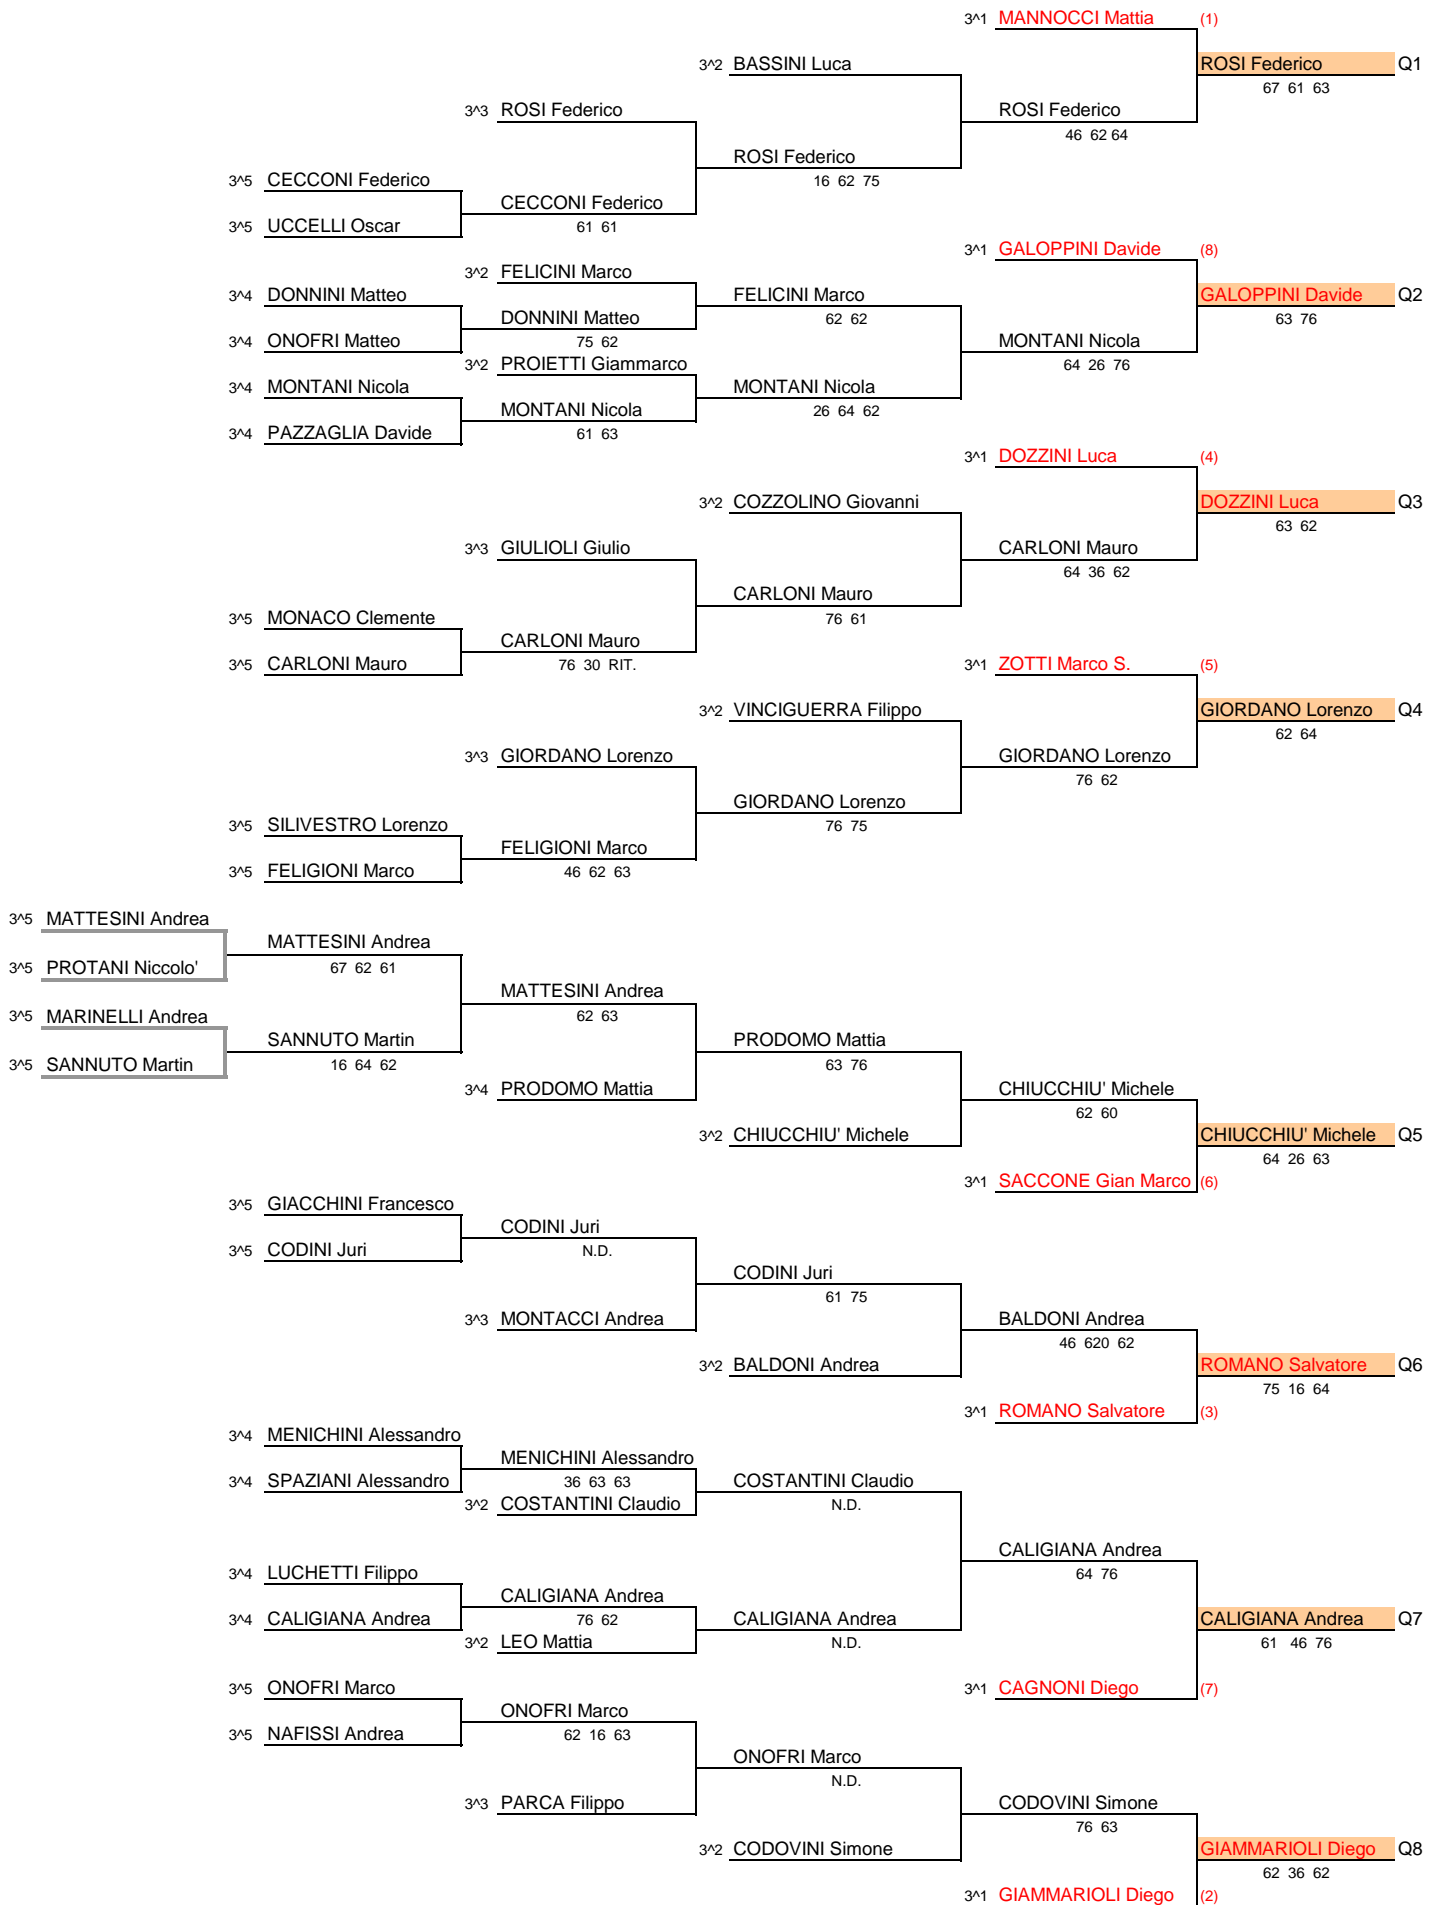 3^1 MANNOCCI Mattia (1)
3^2 BASSINI Luca ROSI Federico Q1
67 61 63
3^3 ROSI Federico ROSI Federico
46 62 64
ROSI Federico
3^5 CECCONI Federico 16 62 75
CECCONI Federico
3^5 UCCELLI Oscar 61 61
3^1 GALOPPINI Davide (8)
3^2 FELICINI Marco
3^4 DONNINI Matteo FELICINI Marco GALOPPINI Davide Q2
DONNINI Matteo 62 62 63 76
3^4 ONOFRI Matteo 75 62 MONTANI Nicola
3^2 PROIETTI Giammarco 64 26 76
3^4 MONTANI Nicola MONTANI Nicola
MONTANI Nicola 26 64 62
3^4 PAZZAGLIA Davide 61 63
3^1 DOZZINI Luca (4)
3^2 COZZOLINO Giovanni DOZZINI Luca Q3
63 62
3^3 GIULIOLI Giulio CARLONI Mauro
64 36 62
CARLONI Mauro
3^5 MONACO Clemente 76 61
CARLONI Mauro
3^5 CARLONI Mauro 76 30 RIT. 3^1 ZOTTI Marco S. (5)
3^2 VINCIGUERRA Filippo GIORDANO Lorenzo Q4
62 64
3^3 GIORDANO Lorenzo GIORDANO Lorenzo
76 62
GIORDANO Lorenzo
3^5 SILIVESTRO Lorenzo 76 75
FELIGIONI Marco
3^5 FELIGIONI Marco 46 62 63
3^5 MATTESINI Andrea
MATTESINI Andrea
3^5 PROTANI Niccolo' 67 62 61
MATTESINI Andrea
3^5 MARINELLI Andrea 62 63
SANNUTO Martin PRODOMO Mattia
3^5 SANNUTO Martin 16 64 62 63 76
3^4 PRODOMO Mattia CHIUCCHIU' Michele
62 60
3^2 CHIUCCHIU' Michele CHIUCCHIU' Michele Q5
64 26 63
3^1 SACCONE Gian Marco (6)
3^5 GIACCHINI Francesco
CODINI Juri
3^5 CODINI Juri N.D.
CODINI Juri
61 75
3^3 MONTACCI Andrea BALDONI Andrea
46 620 62
3^2 BALDONI Andrea ROMANO Salvatore Q6
75 16 64
3^1 ROMANO Salvatore (3)
3^4 MENICHINI Alessandro
MENICHINI Alessandro
3^4 SPAZIANI Alessandro 36 63 63 COSTANTINI Claudio
3^2 COSTANTINI Claudio N.D.
CALIGIANA Andrea
3^4 LUCHETTI Filippo 64 76
CALIGIANA Andrea
3^4 CALIGIANA Andrea 76 62 CALIGIANA Andrea CALIGIANA Andrea Q7
3^2 LEO Mattia N.D. 61 46 76
3^5 ONOFRI Marco 3^1 CAGNONI Diego (7)
ONOFRI Marco
3^5 NAFISSI Andrea 62 16 63
ONOFRI Marco
N.D.
3^3 PARCA Filippo CODOVINI Simone
76 63
3^2 CODOVINI Simone GIAMMARIOLI Diego Q8
62 36 62
3^1 GIAMMARIOLI Diego (2)